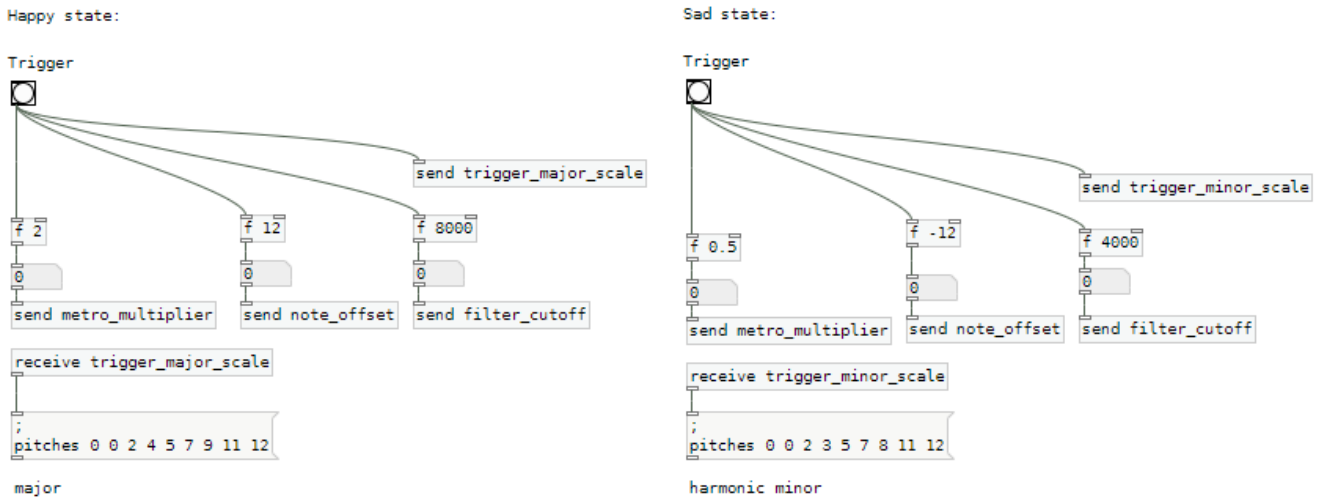 Happy state:
Trigger
send trigger_major_scale
f 2
f 12
f 8000
0
0
0
send metro_multiplier
send note_offset
send filter_cutoff
receive trigger_major_scale
;
pitches 0 0 2 4 5 7 9 11 12
major
Sad state:
Trigger
send trigger_minor_scale
f 0.5
f -12
f 4000
0
0
0
send metro_multiplier
send note_offset
send filter_cutoff
receive trigger_minor_scale
;
pitches 0 0 2 3 5 7 8 11 12
harmonic minor